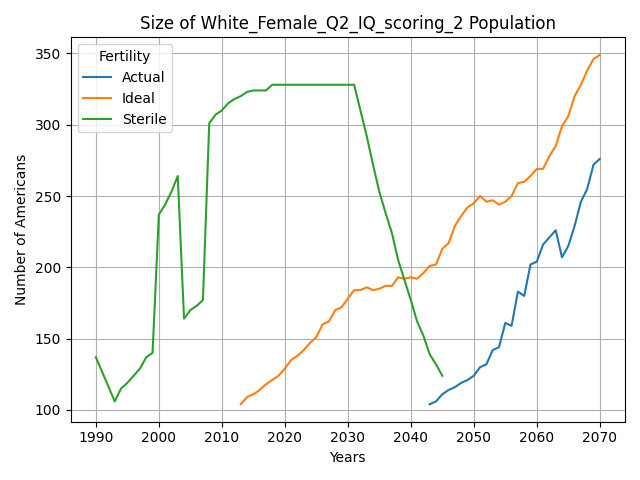 Size of White_Female_Q2_IQ_scoring_2 Population
Fertility
Actual
Ideal
Sterile
Number of Americans
350
300
250
200
150
100
1990 2000 2010 2020 2030 2040 2050 2060 2070
Years